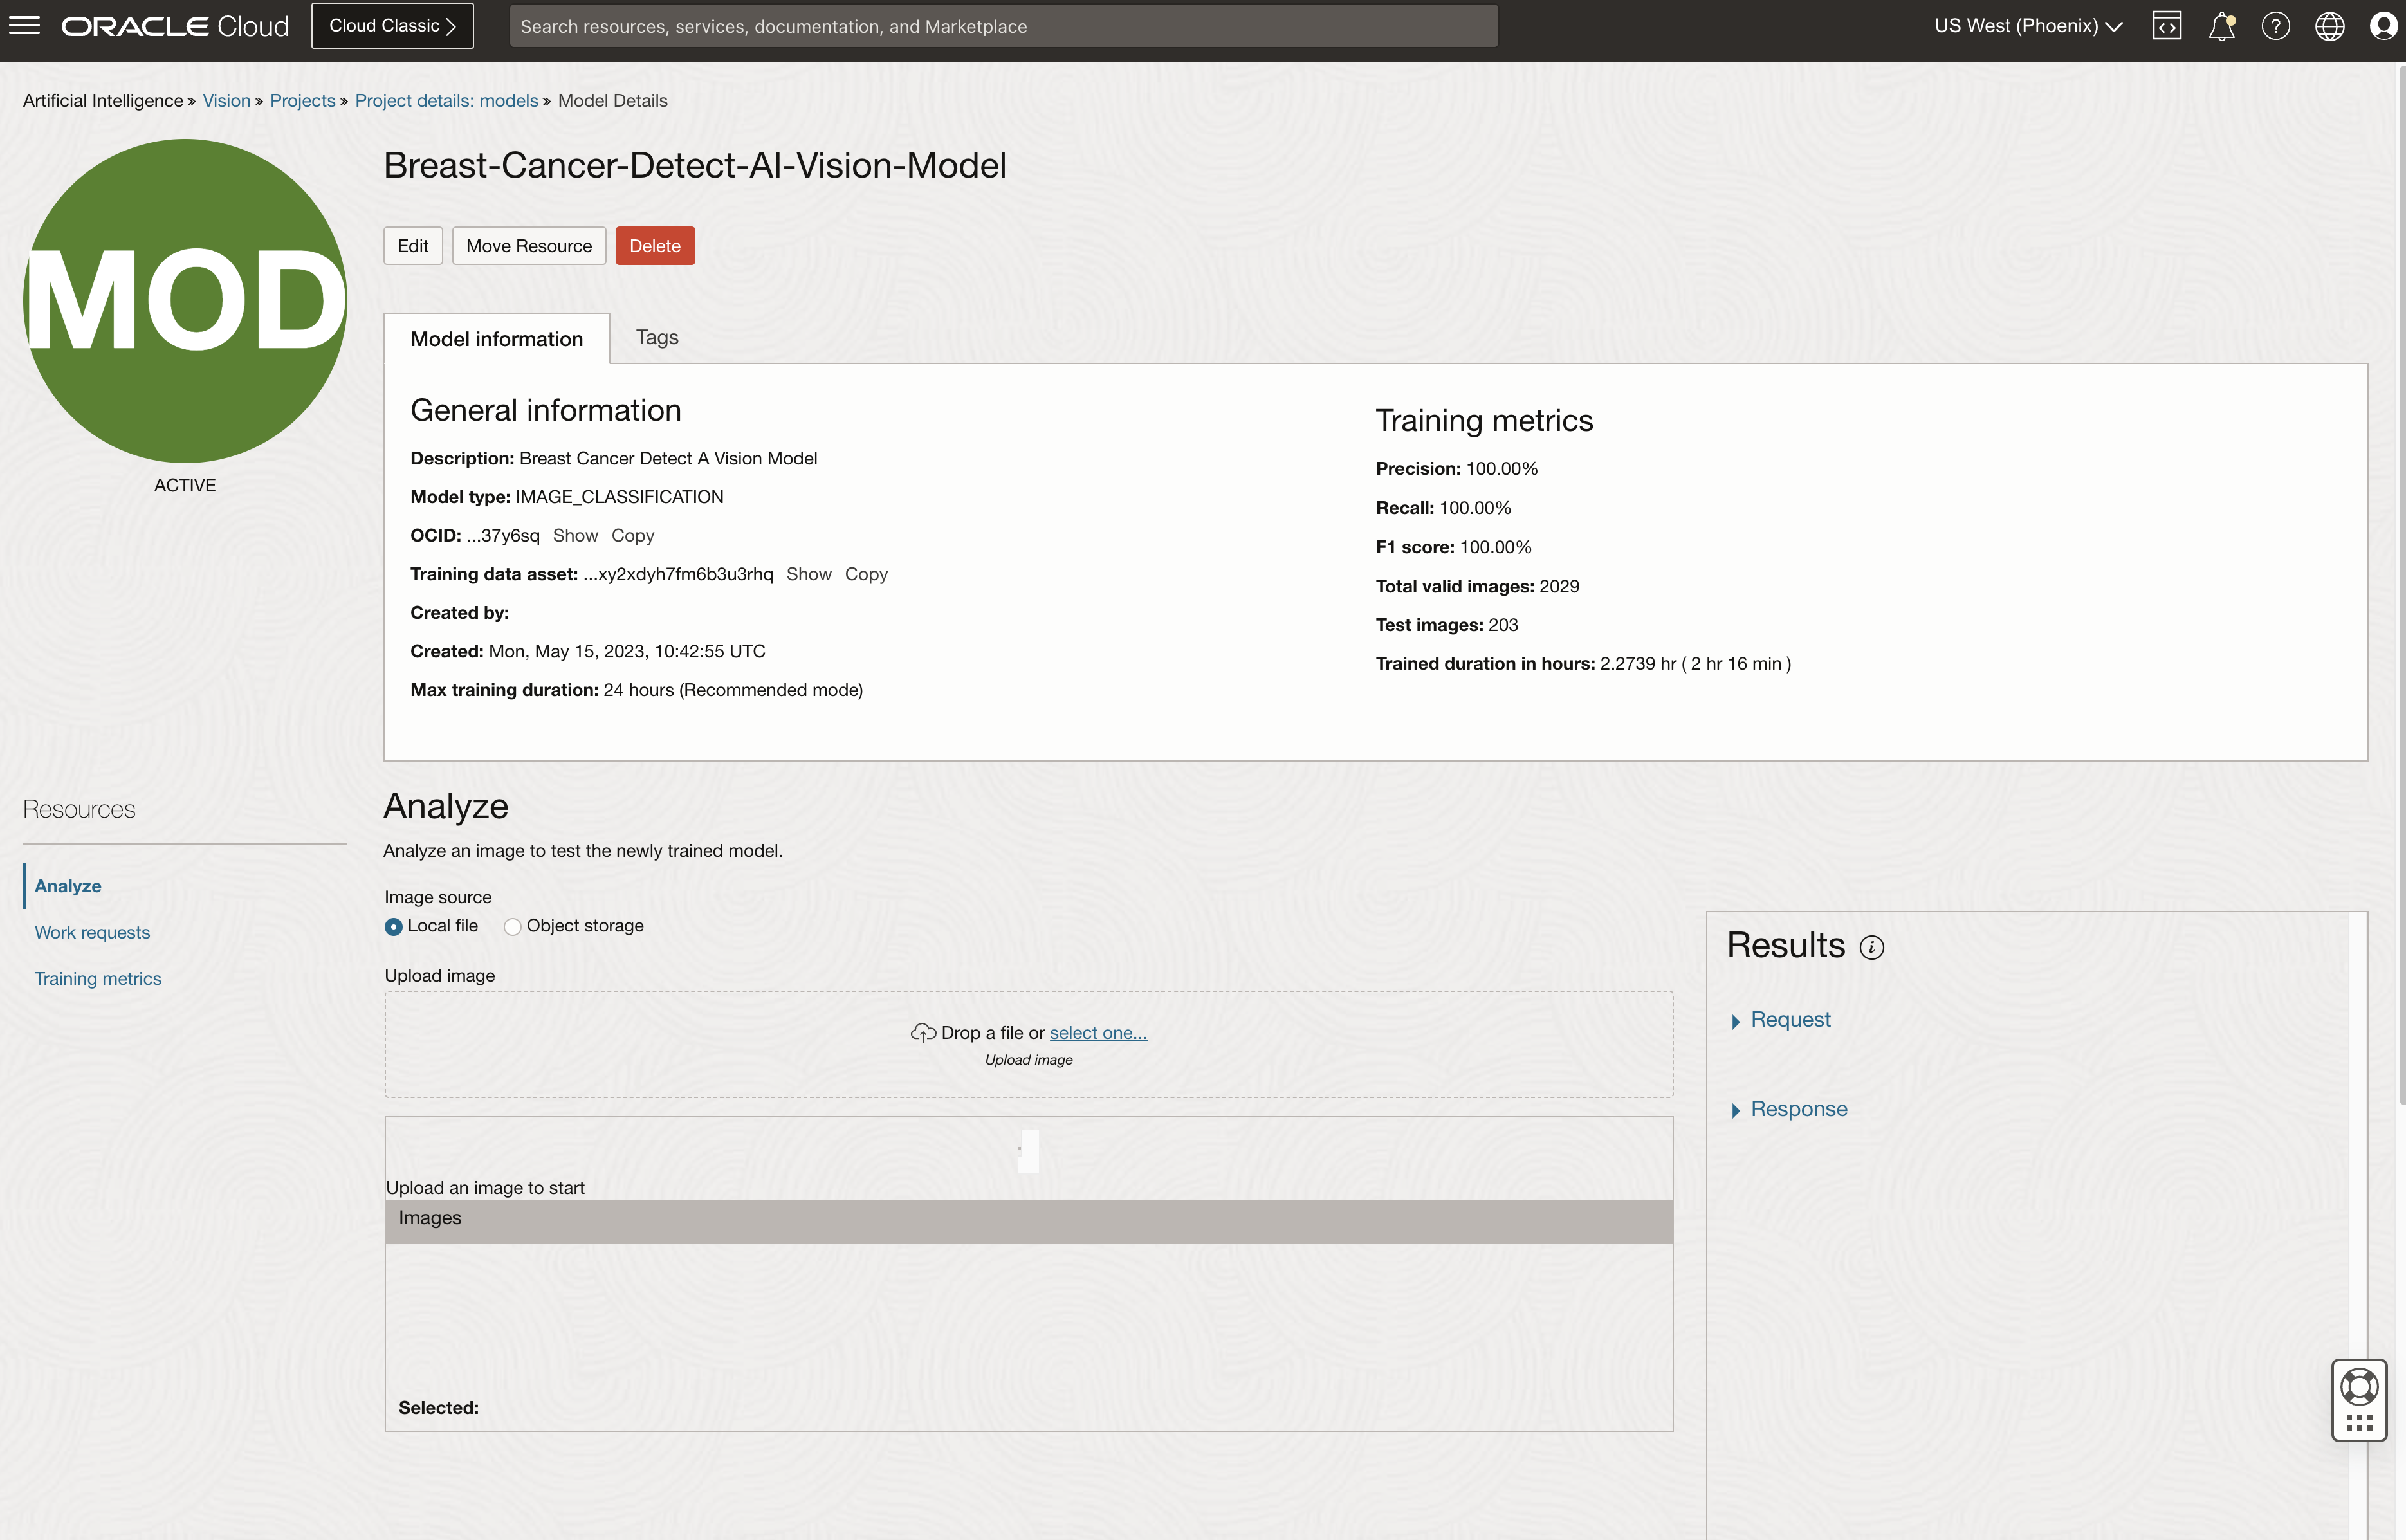 ORACLE Cloud
Cloud Classic
Search resources, services, documentation, and Marketplace
US West (Phoenix)
Artificial Intelligence » Vision » Projects » Project details: models » Model Details
MOD
ACTIVE
Breast-Cancer-Detect-AI-Vision-Model
Edit
Move Resource
Delete
Model information
Tags
General information
Description: Breast Cancer Detect A Vision Model
Model type: IMAGE_CLASSIFICATION
OCID: ...37y6sq Show Copy
Training data asset: ...xy2xdyh7fm6b3u3rhq Show Copy
Created by:
Created: Mon, May 15, 2023, 10:42:55 UTC
Max training duration: 24 hours (Recommended mode)
Training metrics
Precision: 100.00%
Recall: 100.00%
F1 score: 100.00%
Total valid images: 2029
Test images: 203
Trained duration in hours: 2.2739 hr ( 2 hr 16 min )
Resources
Analyze
Work requests
Training metrics
Analyze
Analyze an image to test the newly trained model.
Image source
Local file
Object storage
Upload image
Drop a file or select one...
Upload image
Upload an image to start
Images
Selected:
Results
Request
Response